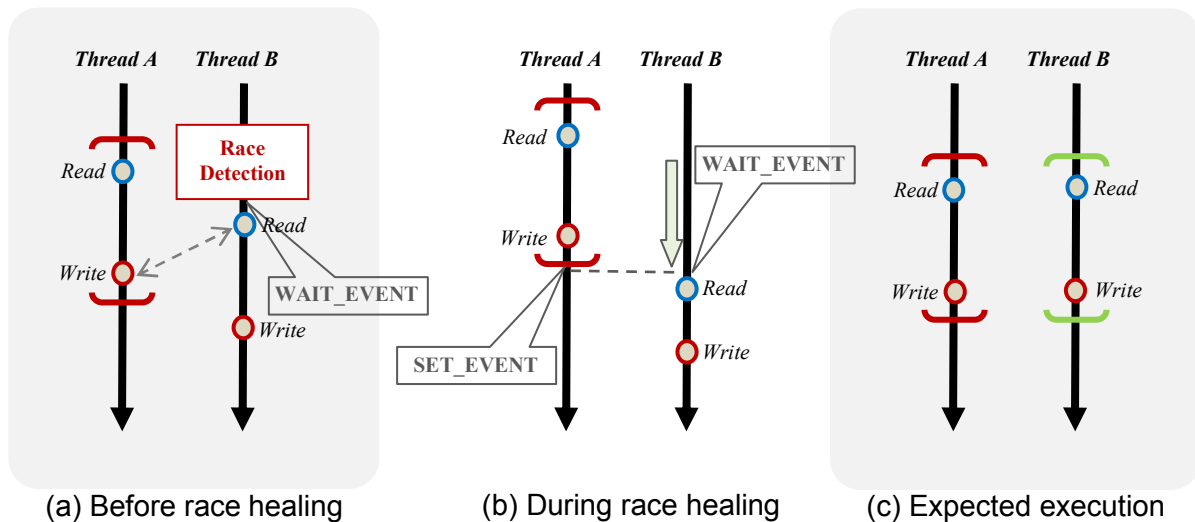 Thread A Thread B
Race
Detection
Read
Read
Write
WAIT_EVENT
Write
(a) Before race healing
Thread A Thread B
Read
WAIT_EVENT
Write
Read
Write
SET_EVENT
(b) During race healing
Thread A Thread B
Read Read
Write Write
(c) Expected execution